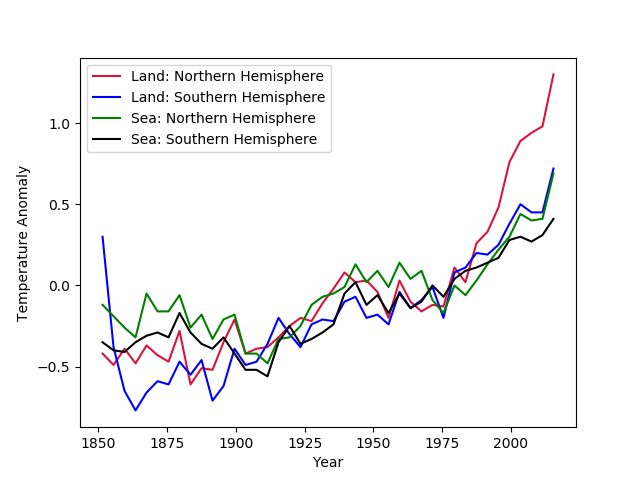 Land: Northern Hemisphere
Land: Southern Hemisphere
Sea: Northern Hemisphere
Sea: Southern Hemisphere
Temperature Anomaly
1.0
0.5
0.0
−0.5
1850 1875 1900 1925 1950 1975 2000
Year